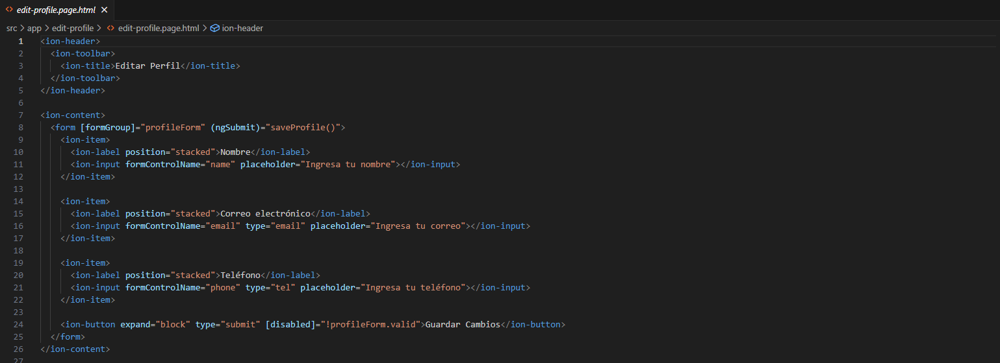 edit-profile.page.html
src > app > edit-profile > edit-profile.page.html > ion-header
1 <ion-header>
2 <ion-toolbar>
3 <ion-title>Editar Perfil</ion-title>
4 </ion-toolbar>
5 </ion-header>
6
7 <ion-content>
8 <form [formGroup]="profileForm" (ngSubmit)="saveProfile()">
9 <ion-item>
10 <ion-label position="stacked">Nombre</ion-label>
11 <ion-input formControlName="name" placeholder="Ingresa tu nombre"></ion-input>
12 </ion-item>
13
14 <ion-item>
15 <ion-label position="stacked">Correo electrónico</ion-label>
16 <ion-input formControlName="email" type="email" placeholder="Ingresa tu correo"></ion-input>
17 </ion-item>
18
19 <ion-item>
20 <ion-label position="stacked">Teléfono</ion-label>
21 <ion-input formControlName="phone" type="tel" placeholder="Ingresa tu teléfono"></ion-input>
22 </ion-item>
23
24 <ion-button expand="block" type="submit" [disabled]="!profileForm.valid">Guardar Cambios</ion-button>
25 </form>
26 </ion-content>
27